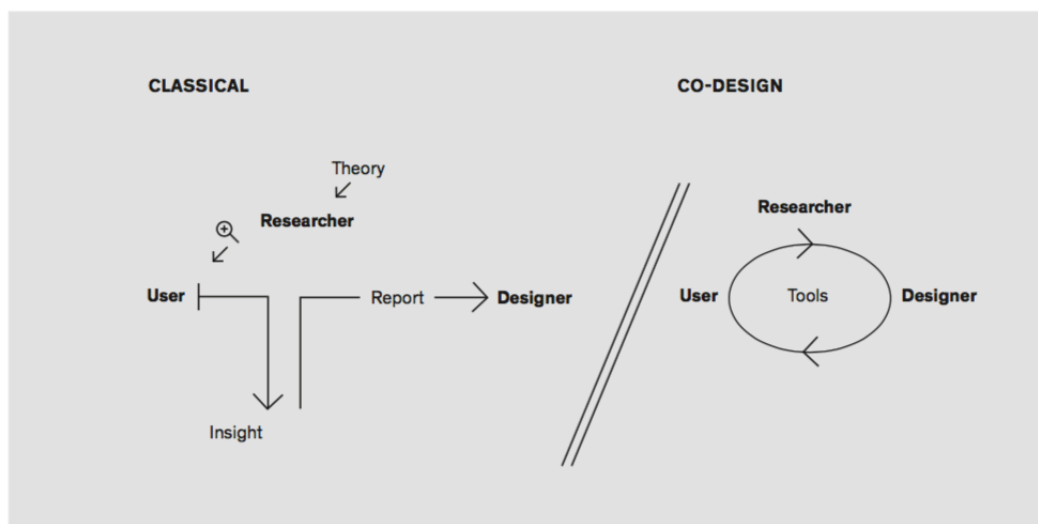 CLASSICAL
Theory
Researcher
User
Report
Designer
Insight
CO-DESIGN
Researcher
User
Tools
Designer